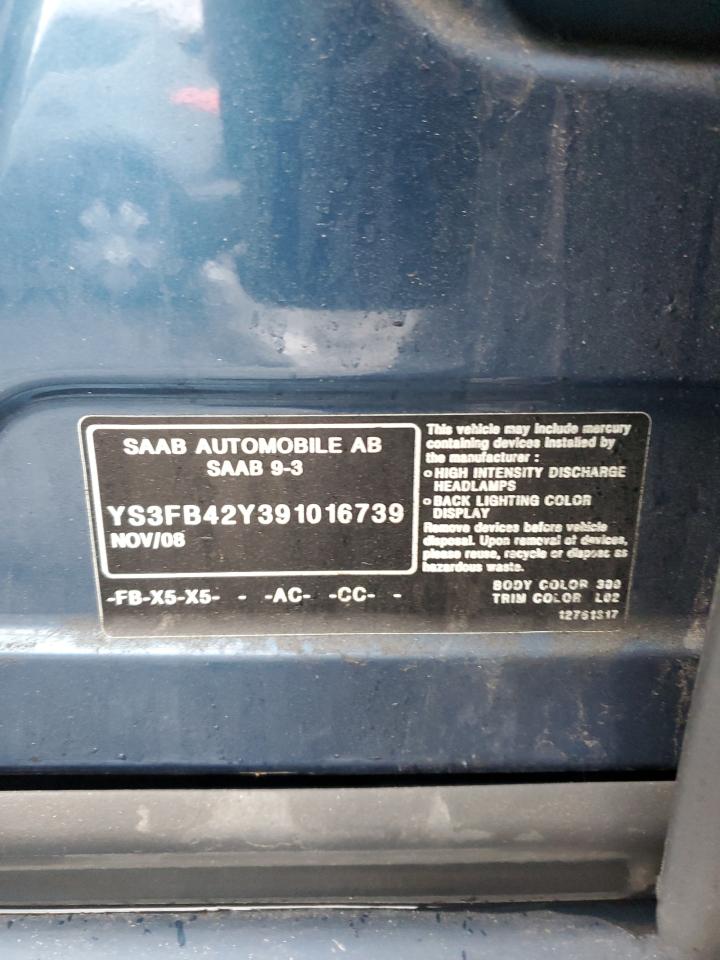 SAAB AUTOMOBILE AB
SAAB 9-3
YS3FB42Y391016739
NOV/08
-FB-X5-X5- - -AC- -CC- -
This vehicle may include mercury
containing devices installed by
the manufacturer :
o HIGH INTENSITY DISCHARGE
HEADLAMPS
o BACK LIGHTING COLOR
DISPLAY
Remove devices before vehicle
disposal. Upon removal of devices,
please reuse, recycle or dispose as
hazardous waste.
BODY COLOR 300
TRIM COLOR L02
12761317